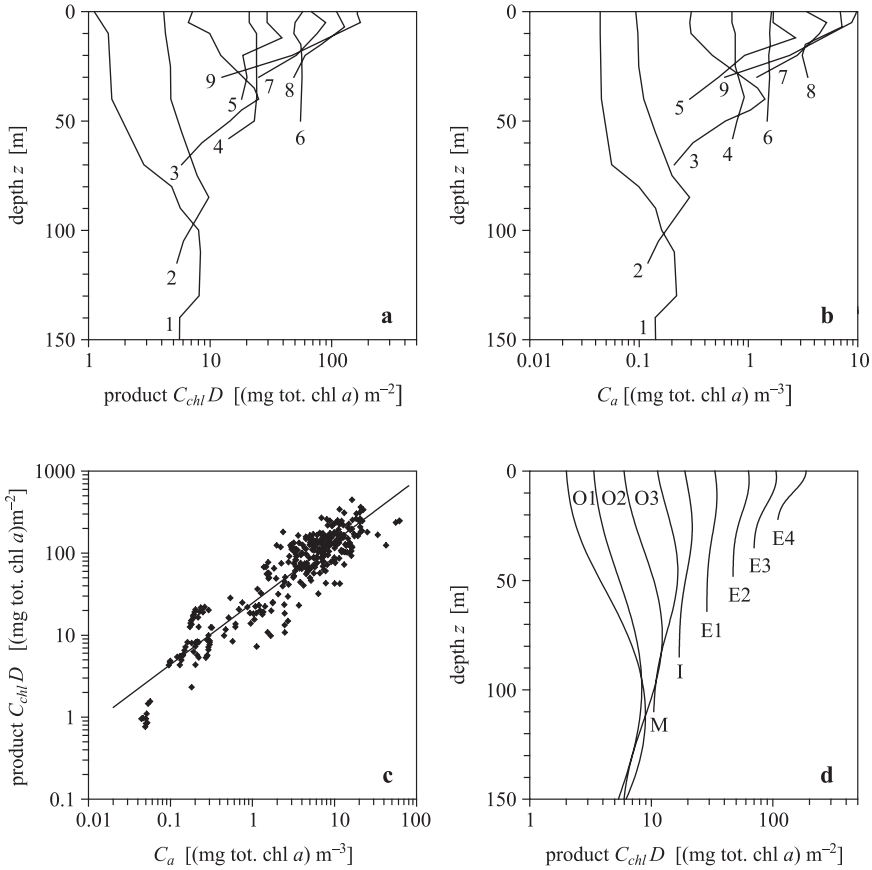 0
50
100
150
depth z [m]
1 10 100
product C_chl D [(mg tot. chl a) m⁻²]
1
2
3
4
5
6
7
8
9
a
0
50
100
150
depth z [m]
0.01 0.1 1 10
C_a [(mg tot. chl a) m⁻³]
1
2
3
4
5
6
7
8
9
b
1000
100
10
1
0.1
product C_chl D [(mg tot. chl a)m⁻²]
0.01 0.1 1 10 100
C_a [(mg tot. chl a) m⁻³]
c
0
50
100
150
depth z [m]
1 10 100
product C_chl D [(mg tot. chl a) m⁻²]
O1 O2 O3
M
I
E1
E2
E3
E4
d